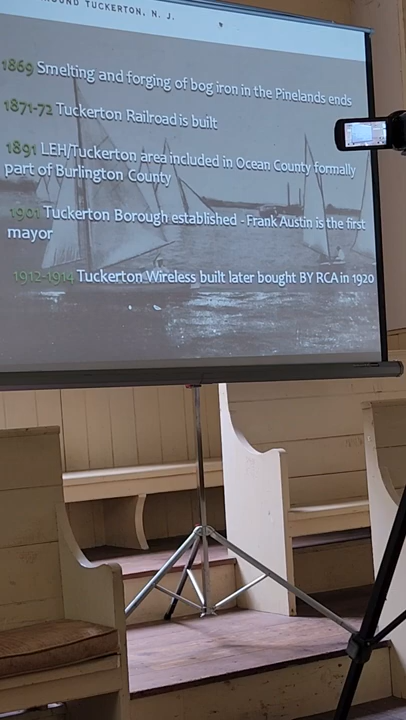 ROUND TUCKERTON, N. J.
1869 Smelting and forging of bog iron in the Pinelands ends
1871-72 Tuckerton Railroad is built
1891 LEH/Tuckerton area included in Ocean County formally
part of Burlington County
1901 Tuckerton Borough established - Frank Austin is the first
mayor
1912-1914 Tuckerton Wireless built later bought BY RCA in 1920